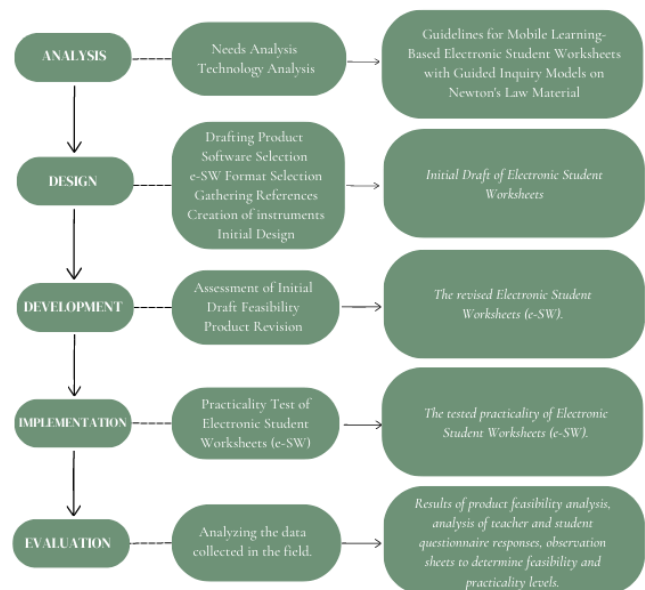 ANALYSIS
Needs Analysis
Technology Analysis
Guidelines for Mobile Learning-
Based Electronic Student Worksheets
with Guided Inquiry Models on
Newton's Law Material
DESIGN
Drafting Product
Software Selection
e-SW Format Selection
Gathering References
Creation of instruments
Initial Design
Initial Draft of Electronic Student
Worksheets
DEVELOPMENT
Assessment of Initial
Draft Feasibility
Product Revision
The revised Electronic Student
Worksheets (e-SW).
IMPLEMENTATION
Practicality Test of
Electronic Student
Worksheets (e-SW)
The tested practicality of Electronic
Student Worksheets (e-SW).
EVALUATION
Analyzing the data
collected in the field.
Results of product feasibility analysis,
analysis of teacher and student
questionnaire responses, observation
sheets to determine feasibility and
practicality levels.